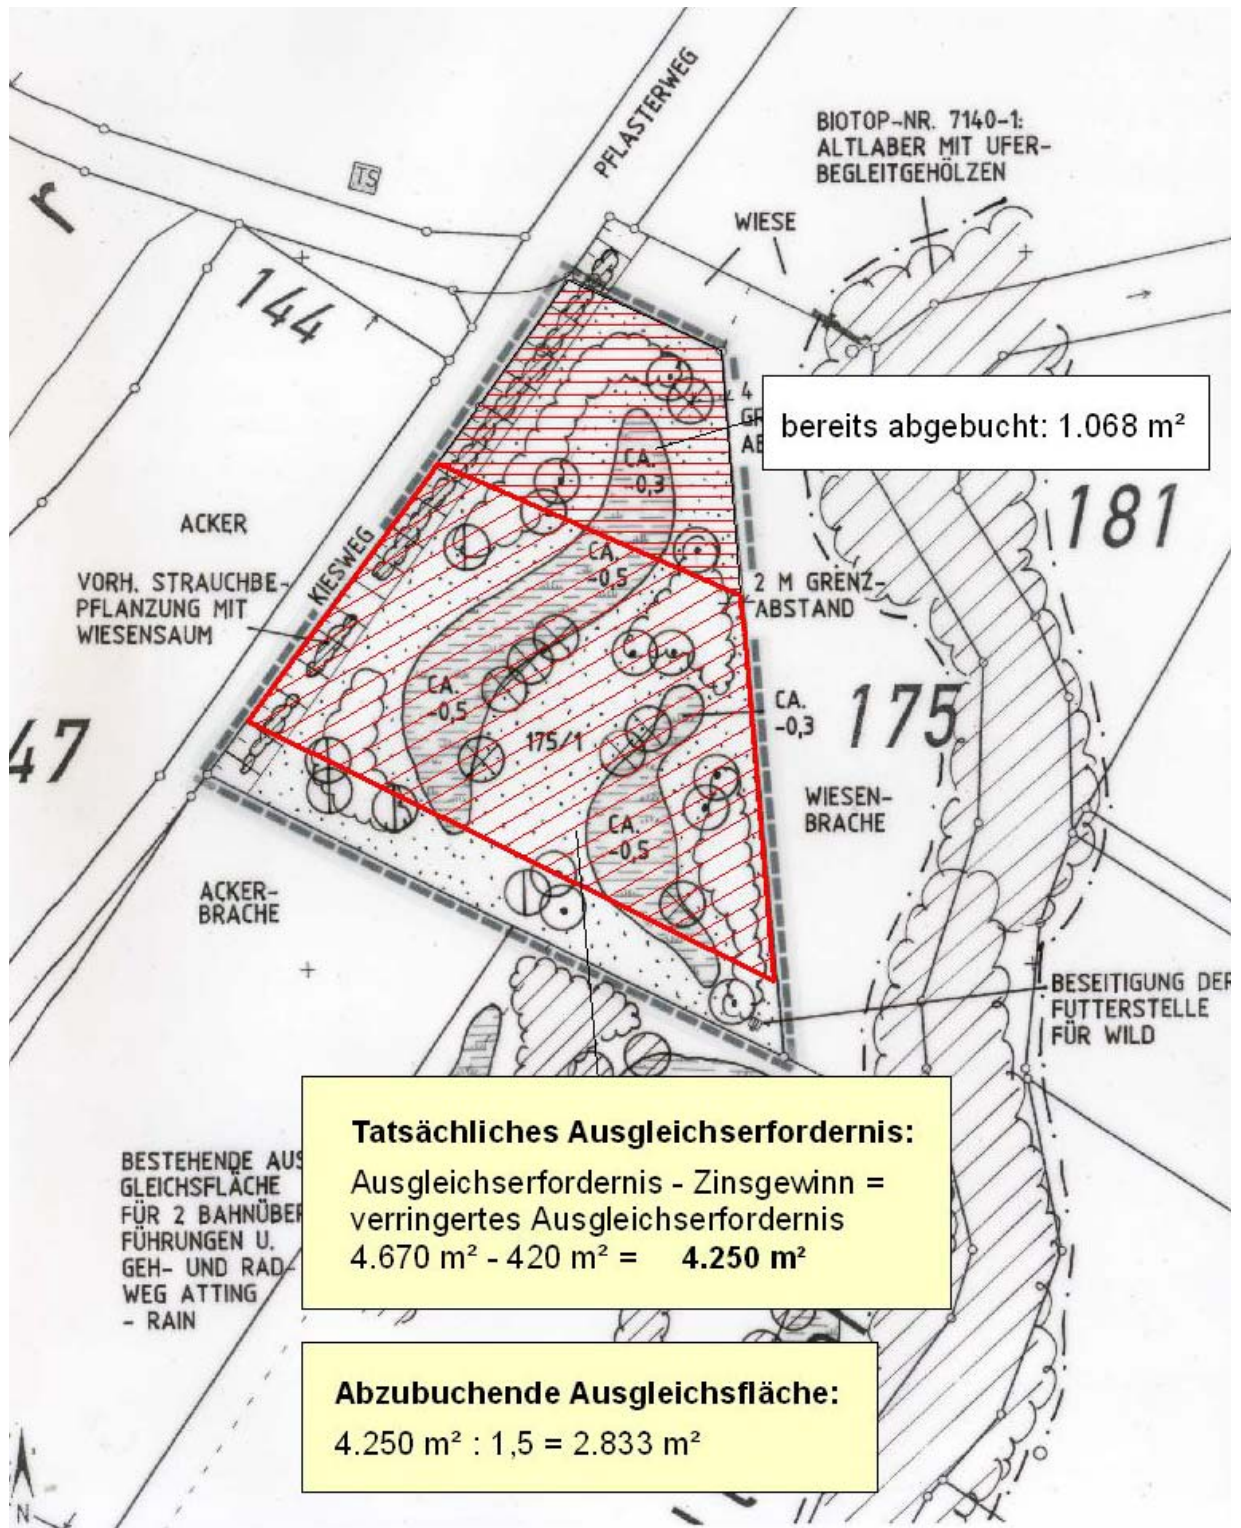 PFLASTERWEG
BIOTOP-NR. 7140-1:
ALTLABER MIT UFER-
BEGLEITGEHÖLZEN
TS
WIESE
144
4
bereits abgebucht: 1.068 m²
CA.
-0,3
181
ACKER
KIESWEG
CA.
-0,5
VORH. STRAUCHBE-
PFLANZUNG MIT
WIESENSAUM
2 M GRENZ-
ABSTAND
CA.
-0,5
CA.
-0,3
175
47
175/1
WIESEN-
BRACHE
CA.
-0,5
ACKER-
BRACHE
BESEITIGUNG DER
FUTTERSTELLE
FÜR WILD
Tatsächliches Ausgleichserfordernis:
Ausgleichserfordernis - Zinsgewinn =
verringertes Ausgleichserfordernis
4.670 m² - 420 m² = 4.250 m²
BESTEHENDE AUS
GLEICHSFLÄCHE
FÜR 2 BAHNÜBER
FÜHRUNGEN U.
GEH- UND RAD-
WEG ATTING
- RAIN
Abzubuchende Ausgleichsfläche:
4.250 m² : 1,5 = 2.833 m²
N